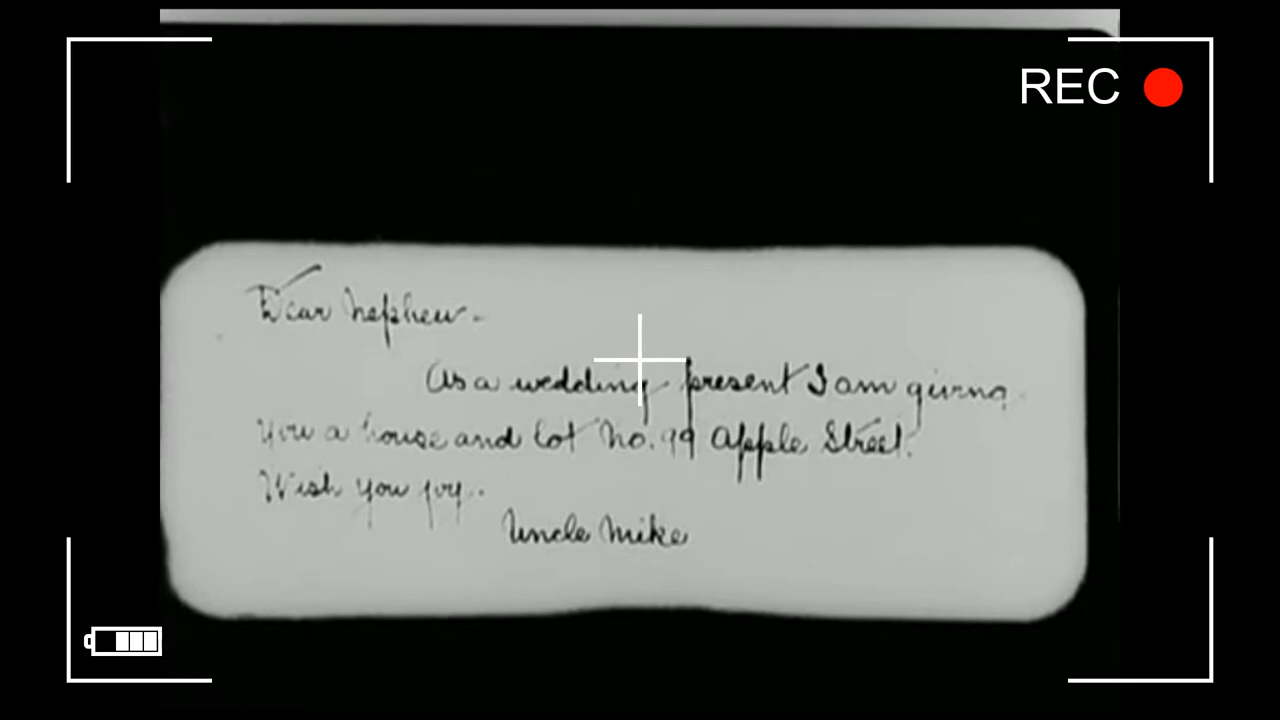 REC
Dear Nephew -
As a wedding present I am giving
you a house and lot No. 99 Apple Street.
Wish you joy.
Uncle Mike